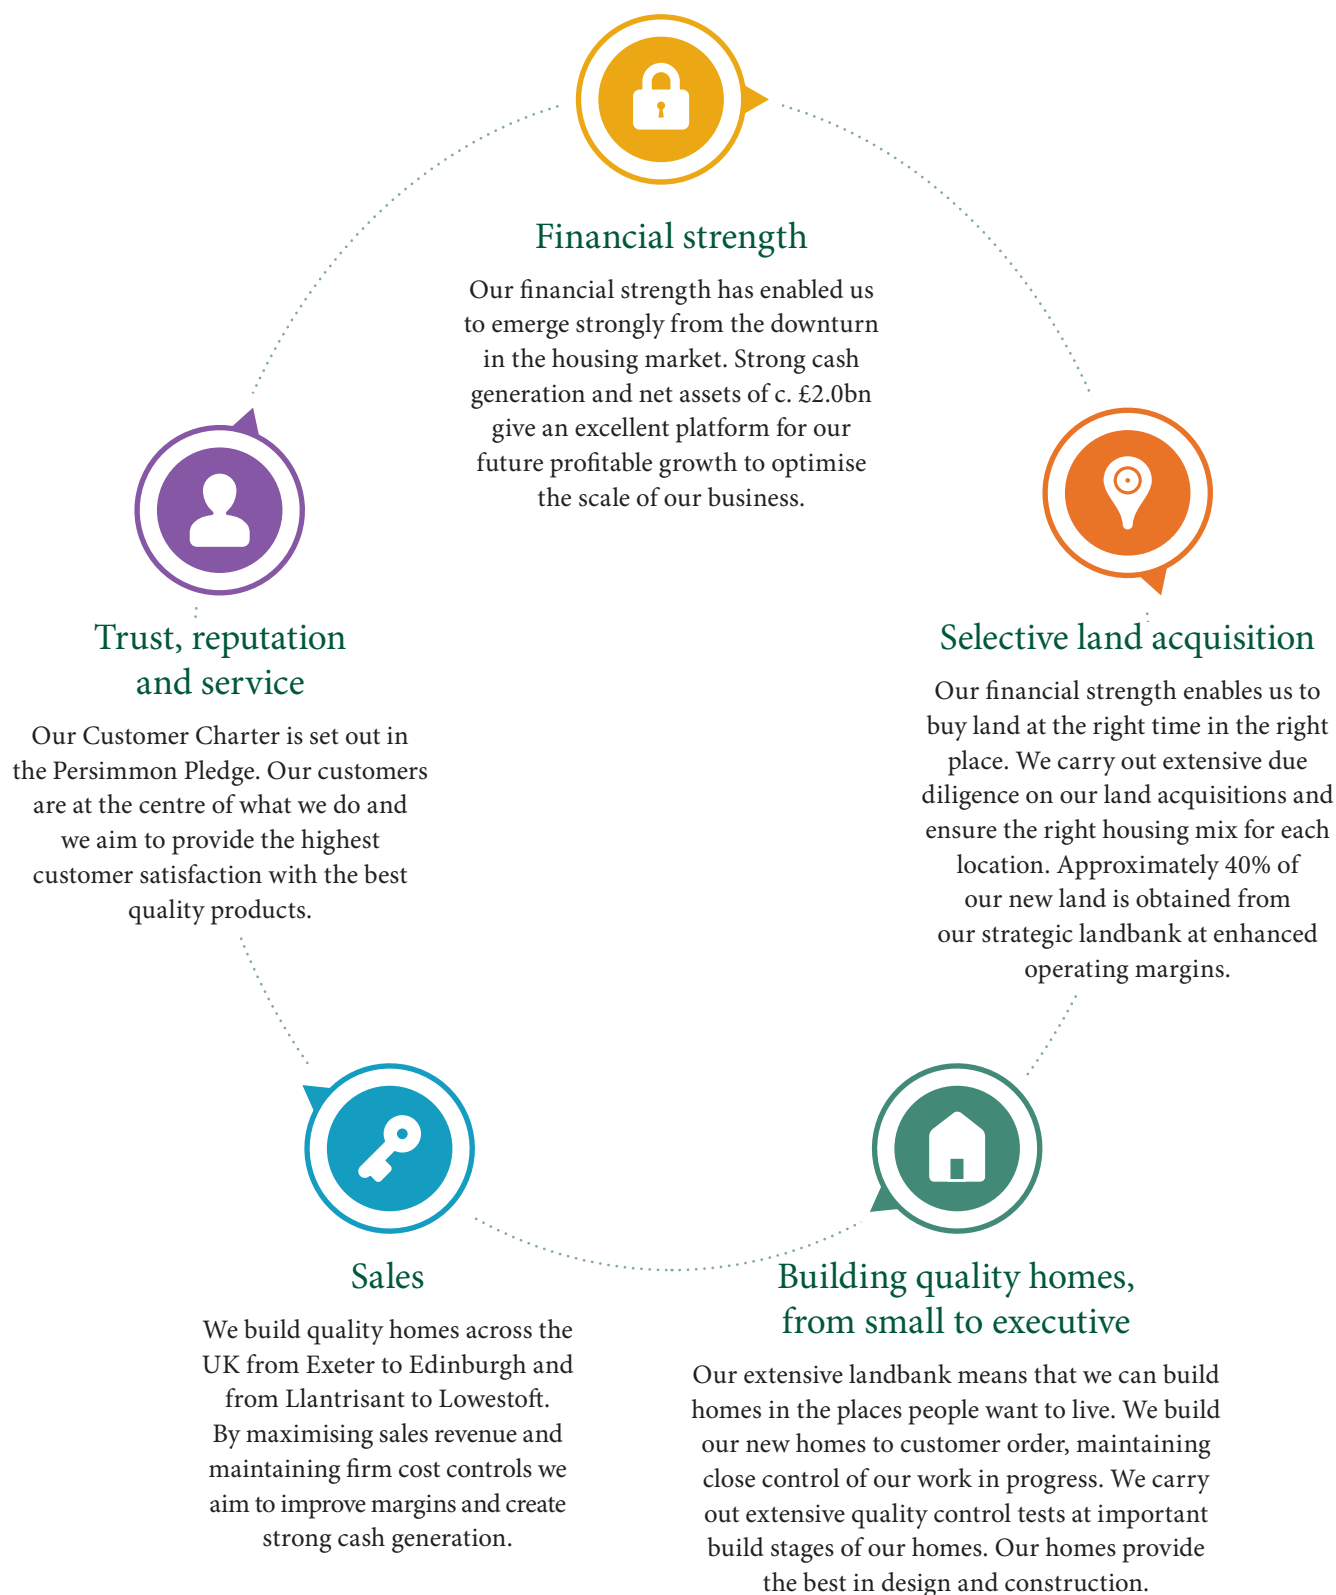 Financial strength
Our financial strength has enabled us
to emerge strongly from the downturn
in the housing market. Strong cash
generation and net assets of c. £2.0bn
give an excellent platform for our
future profitable growth to optimise
the scale of our business.
Selective land acquisition
Our financial strength enables us to
buy land at the right time in the right
place. We carry out extensive due
diligence on our land acquisitions and
ensure the right housing mix for each
location. Approximately 40% of
our new land is obtained from
our strategic landbank at enhanced
operating margins.
Building quality homes,
from small to executive
Our extensive landbank means that we can build
homes in the places people want to live. We build
our new homes to customer order, maintaining
close control of our work in progress. We carry
out extensive quality control tests at important
build stages of our homes. Our homes provide
the best in design and construction.
Sales
We build quality homes across the
UK from Exeter to Edinburgh and
from Llantrisant to Lowestoft.
By maximising sales revenue and
maintaining firm cost controls we
aim to improve margins and create
strong cash generation.
Trust, reputation
and service
Our Customer Charter is set out in
the Persimmon Pledge. Our customers
are at the centre of what we do and
we aim to provide the highest
customer satisfaction with the best
quality products.